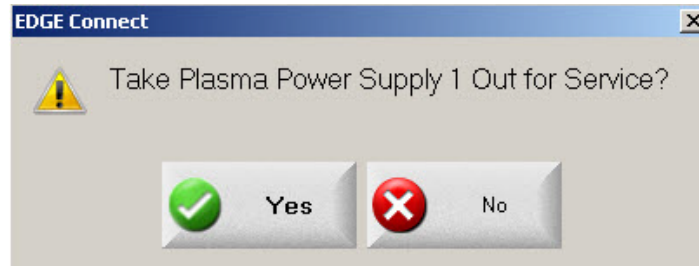 EDGE Connect
Take Plasma Power Supply 1 Out for Service?
Yes
No